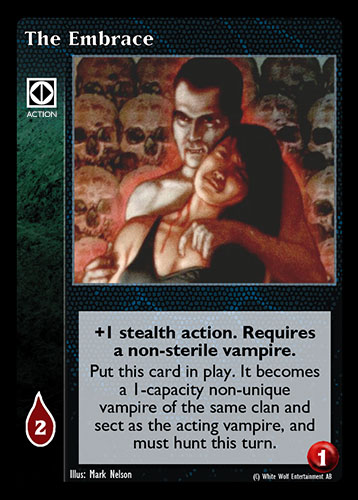 The Embrace
ACTION
+1 stealth action. Requires
a non-sterile vampire.
Put this card in play. It becomes
a 1-capacity non-unique
vampire of the same clan and
sect as the acting vampire, and
must hunt this turn.
2
1
Illus: Mark Nelson
(C) White Wolf Entertainment AB